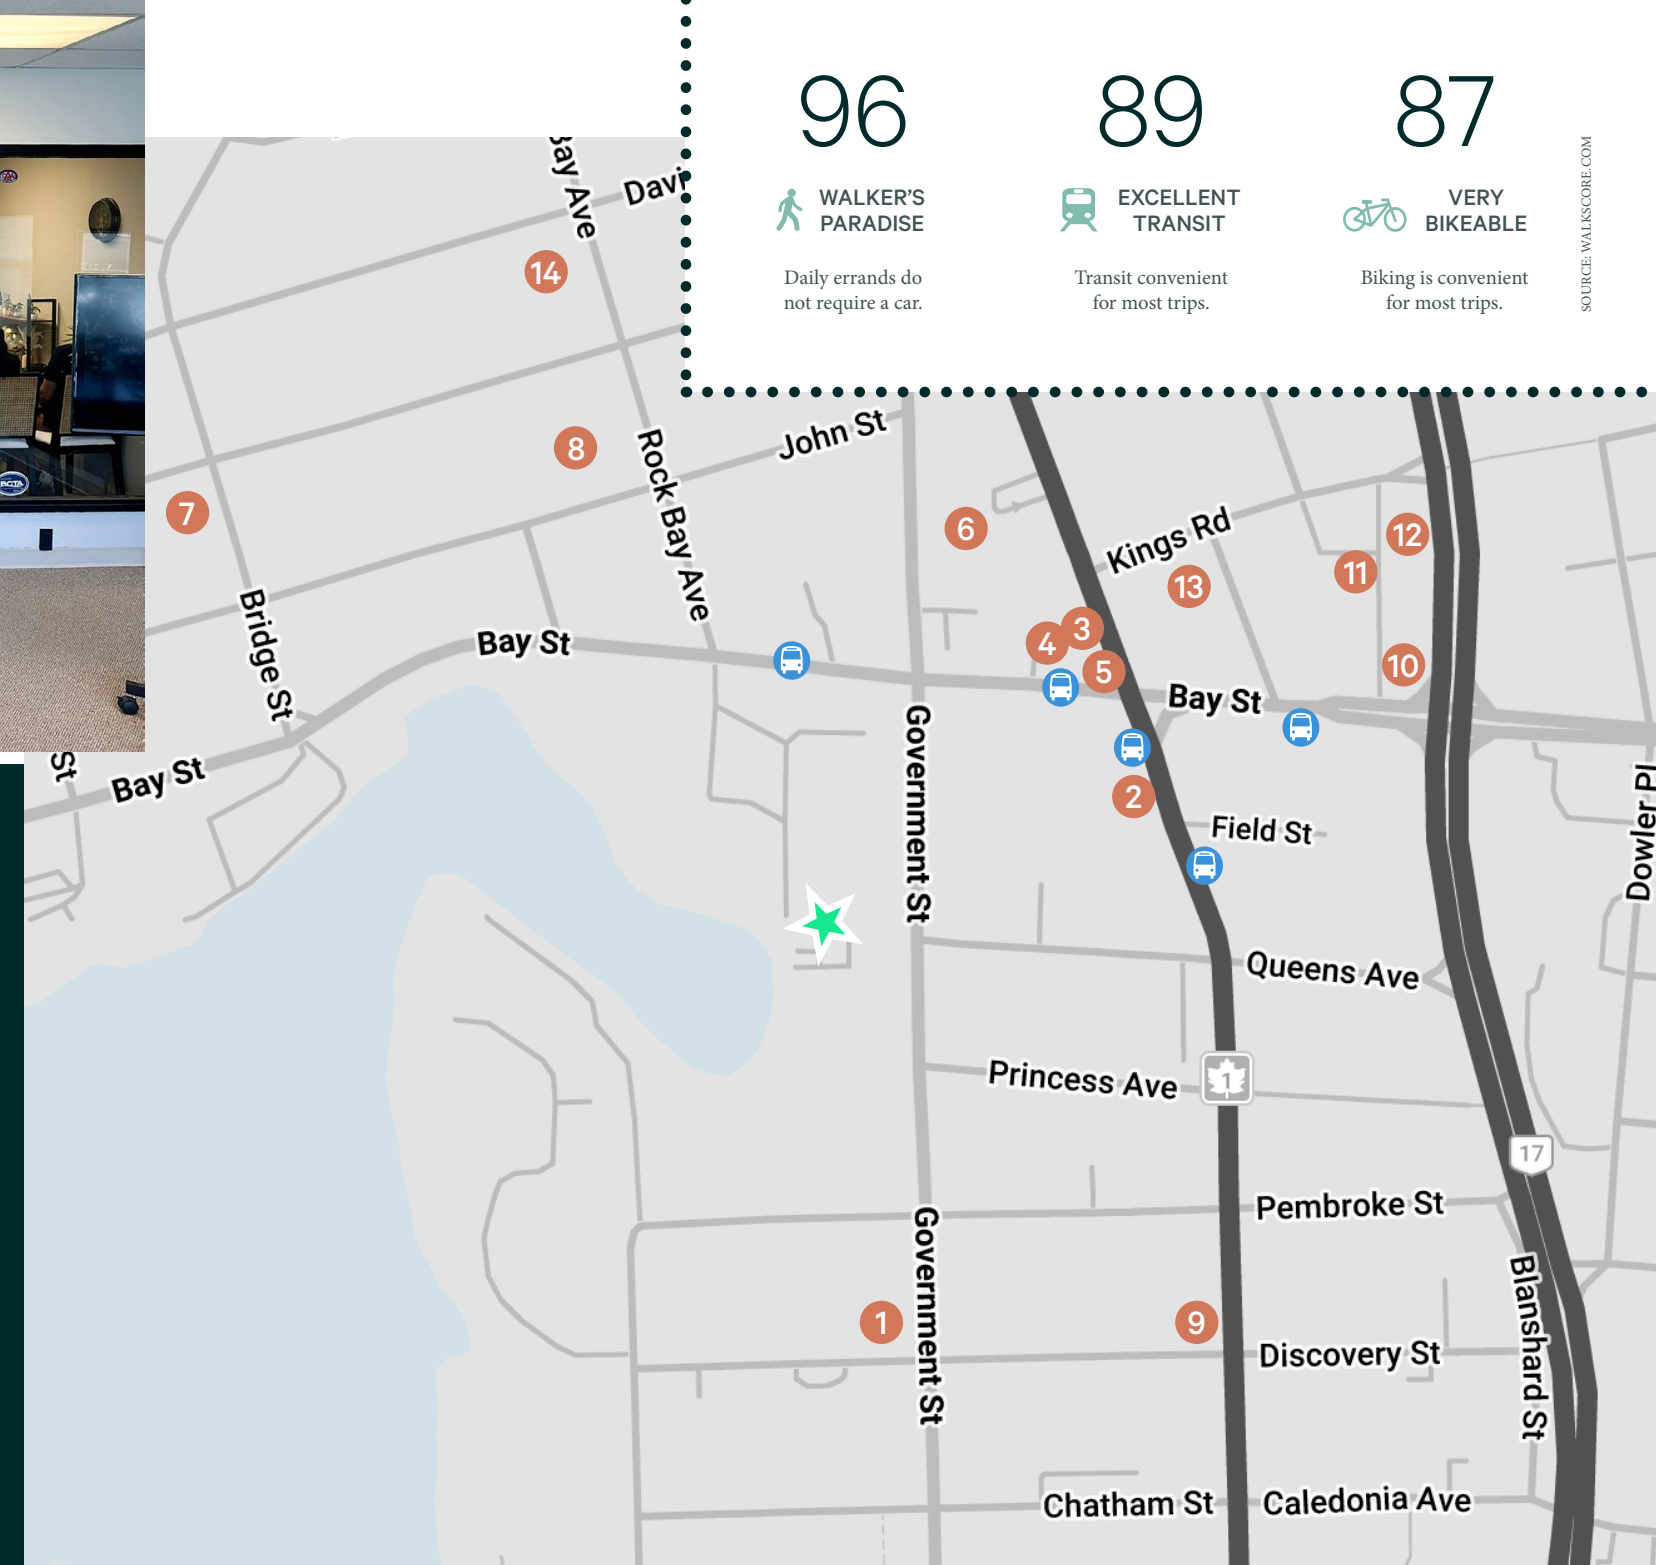 96
WALKER'S
PARADISE
Daily errands do
not require a car.
89
EXCELLENT
TRANSIT
Transit convenient
for most trips.
87
VERY
BIKEABLE
Biking is convenient
for most trips.
SOURCE: WALKSCORE.COM
Bay Ave
Davi
14
John St
8
Rock Bay Ave
7
6
Kings Rd
12
11
13
Bridge St
Bay St
3
4
5
10
Bay St
St
Bay St
Government St
2
Field St
Dowler Pl
Queens Ave
Princess Ave
1
17
Pembroke St
Government St
Blanshard St
1
9
Discovery St
Chatham St
Caledonia Ave
BGTA